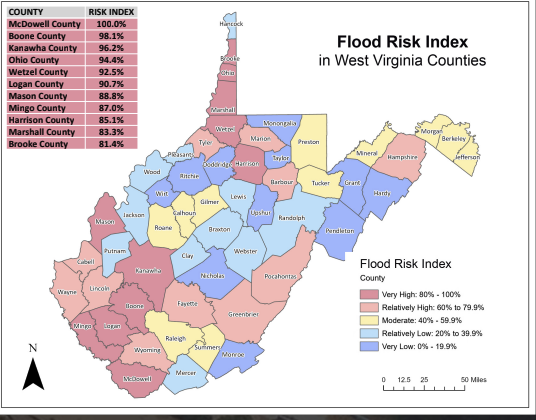 COUNTY RISK INDEX
McDowell County 100.0%
Boone County 98.1%
Kanawha County 96.2%
Ohio County 94.4%
Wetzel County 92.5%
Logan County 90.7%
Mason County 88.8%
Mingo County 87.0%
Harrison County 85.1%
Marshall County 83.3%
Brooke County 81.4%
Flood Risk Index
in West Virginia Counties
Hancock
Brooke
Ohio
Marshall
Wetzel
Monongalia
Marion
Preston
Tyler
Pleasants
Doddridge
Harrison
Taylor
Wood
Ritchie
Barbour
Tucker
Mineral
Hampshire
Morgan
Berkeley
Jefferson
Grant
Hardy
Wirt
Lewis
Gilmer
Calhoun
Upshur
Randolph
Pendleton
Jackson
Roane
Braxton
Mason
Putnam
Clay
Webster
Cabell
Kanawha
Nicholas
Pocahontas
Wayne
Lincoln
Boone
Fayette
Greenbrier
Mingo
Logan
Raleigh
Summers
Wyoming
Monroe
McDowell
Mercer
Flood Risk Index
County
Very High: 80% - 100%
Relatively High: 60% to 79.9%
Moderate: 40% - 59.9%
Relatively Low: 20% to 39.9%
Very Low: 0% - 19.9%
N
0 12.5 25 50 Miles